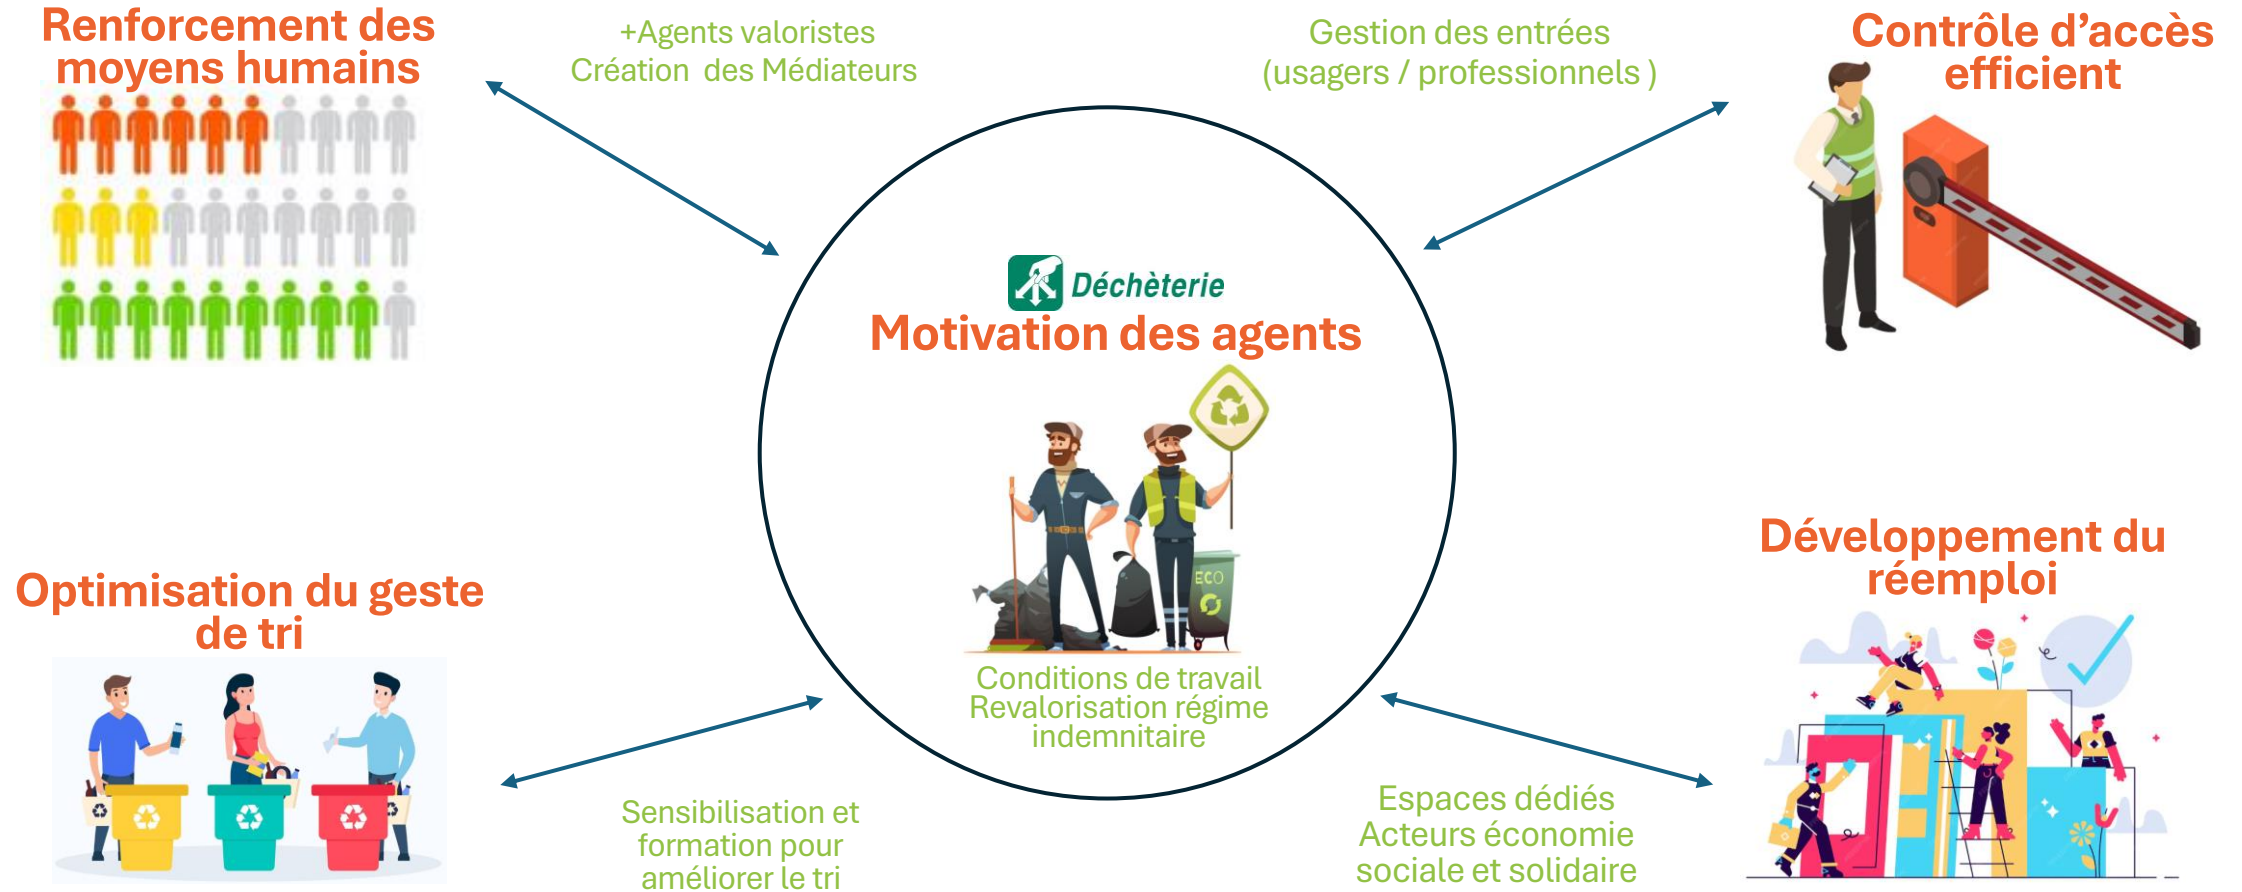 Renforcement des
moyens humains
+Agents valoristes
Création  des Médiateurs
Gestion des entrées
(usagers / professionnels )
Contrôle d’accès
efficient
Déchèterie
Motivation des agents
ECO
Conditions de travail
Revalorisation régime
indemnitaire
Optimisation du geste
de tri
Sensibilisation et
formation pour
améliorer le tri
Développement du
réemploi
Espaces dédiés
Acteurs économie
sociale et solidaire